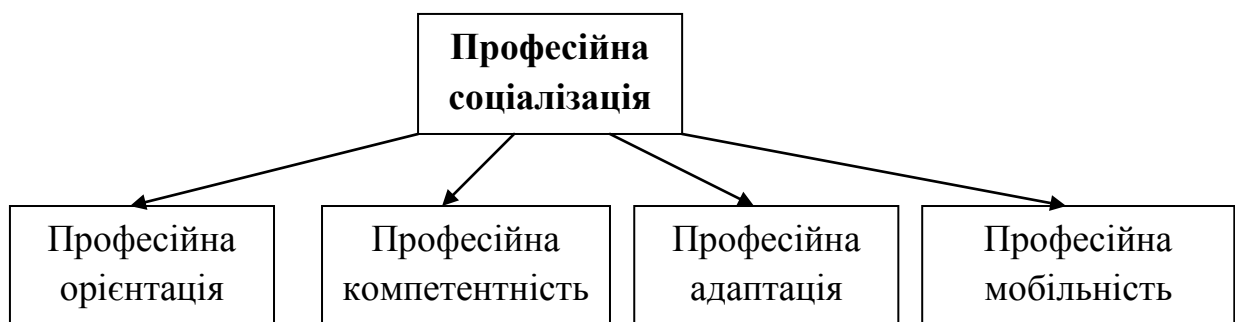 Професійна
соціалізація
Професійна
орієнтація
Професійна
компетентність
Професійна
адаптація
Професійна
мобільність